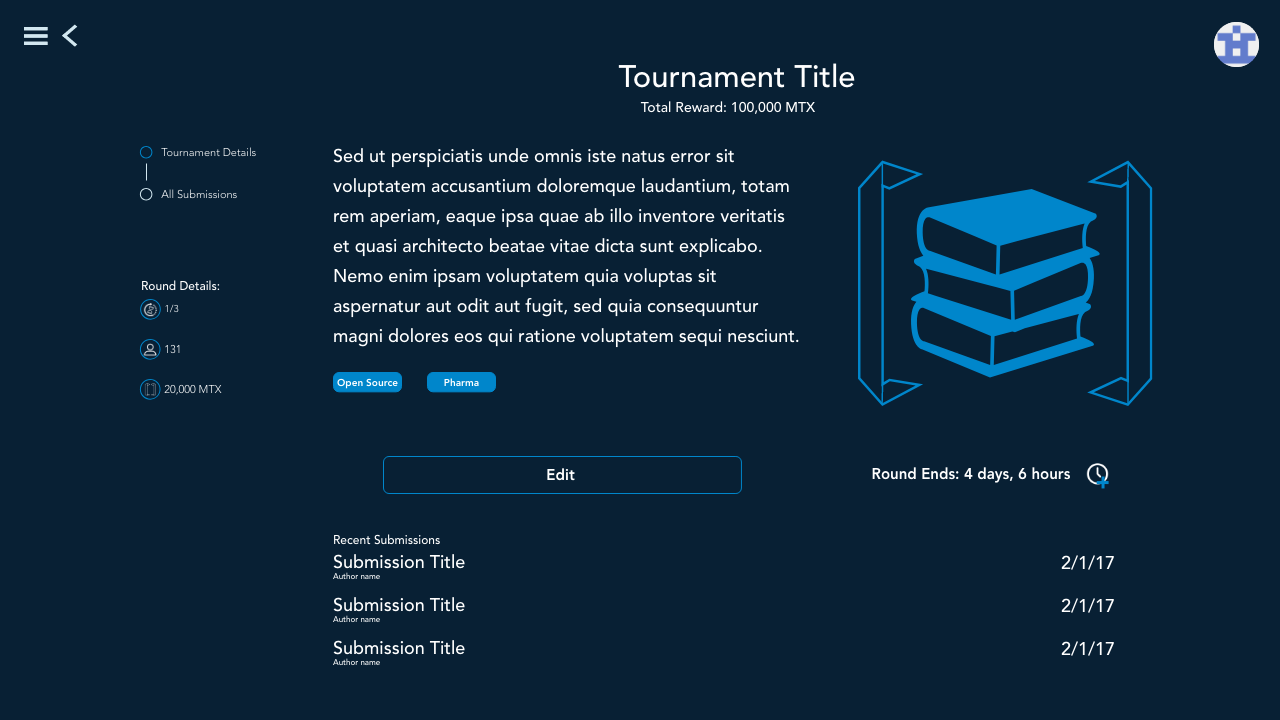 Tournament Title
Total Reward: 100,000 MTX
Tournament Details
All Submissions
Round Details:
1/3
131
20,000 MTX
Sed ut perspiciatis unde omnis iste natus error sit
voluptatem accusantium doloremque laudantium, totam
rem aperiam, eaque ipsa quae ab illo inventore veritatis
et quasi architecto beatae vitae dicta sunt explicabo.
Nemo enim ipsam voluptatem quia voluptas sit
aspernatur aut odit aut fugit, sed quia consequuntur
magni dolores eos qui ratione voluptatem sequi nesciunt.
Open Source
Pharma
Edit
Round Ends: 4 days, 6 hours
Recent Submissions
Submission Title
Author name
2/1/17
Submission Title
Author name
2/1/17
Submission Title
Author name
2/1/17